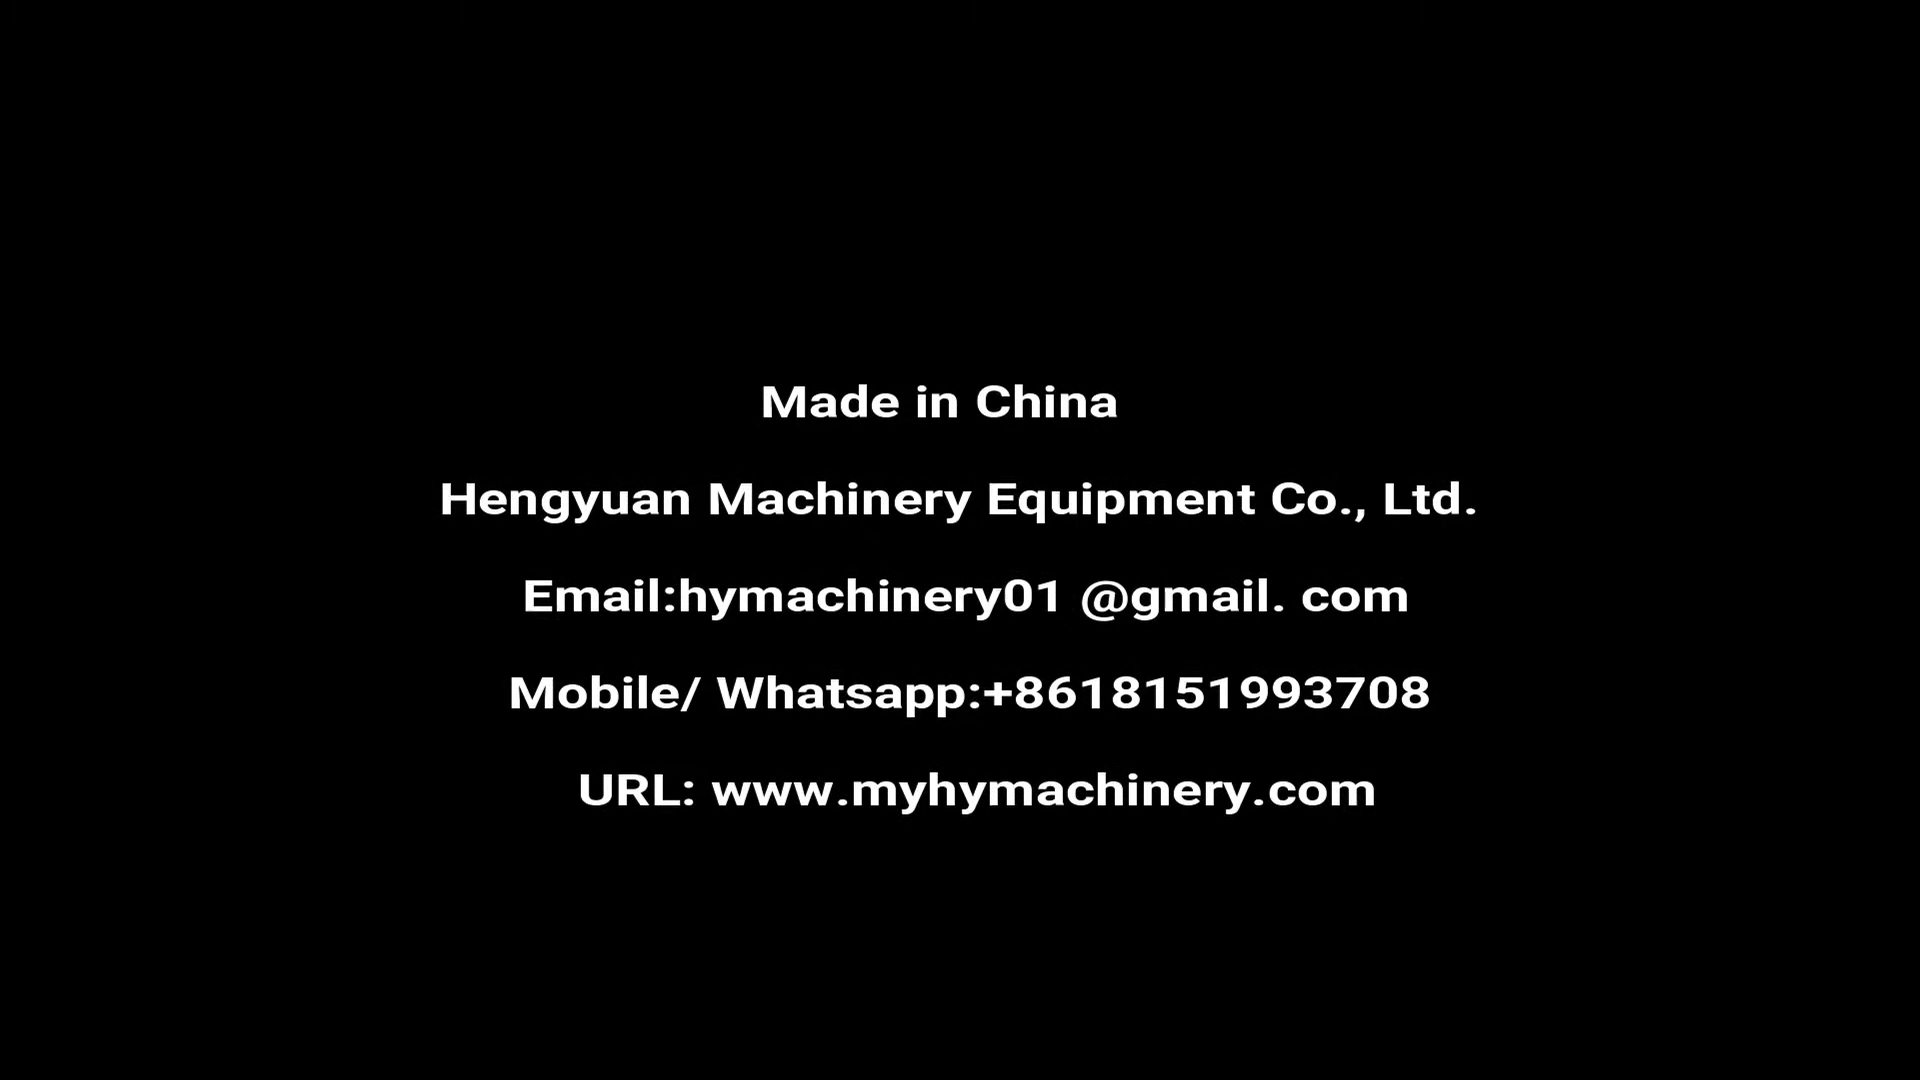 Made in China
Hengyuan Machinery Equipment Co., Ltd.
Email:hymachinery01 @gmail. com
Mobile/ Whatsapp:+8618151993708
URL: www.myhymachinery.com